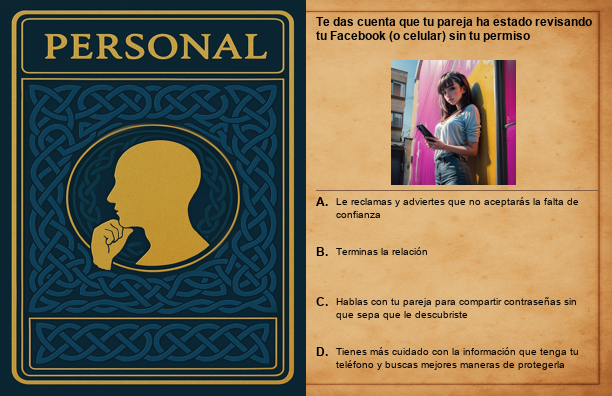 PERSONAL
Te das cuenta que tu pareja ha estado revisando
tu Facebook (o celular) sin tu permiso
A. Le reclamas y adviertes que no aceptarás la falta de
confianza
B. Terminas la relación
C. Hablas con tu pareja para compartir contraseñas sin
que sepa que le descubriste
D. Tienes más cuidado con la información que tenga tu
teléfono y buscas mejores maneras de protegerla